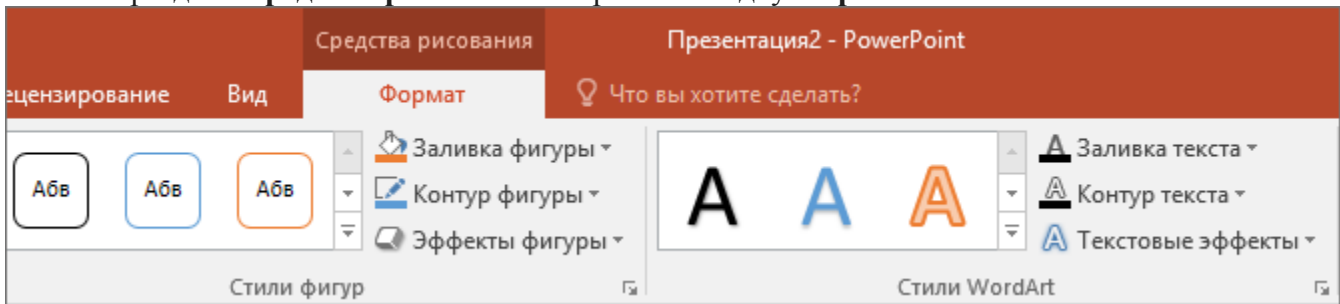 Средства рисования Презентация2 - PowerPoint
ецензирование Вид Формат Что вы хотите сделать?
Абв Абв Абв Заливка фигуры A A A A Заливка текста
Контур фигуры A Контур текста
Эффекты фигуры A Текстовые эффекты
Стили фигур Стили WordArt